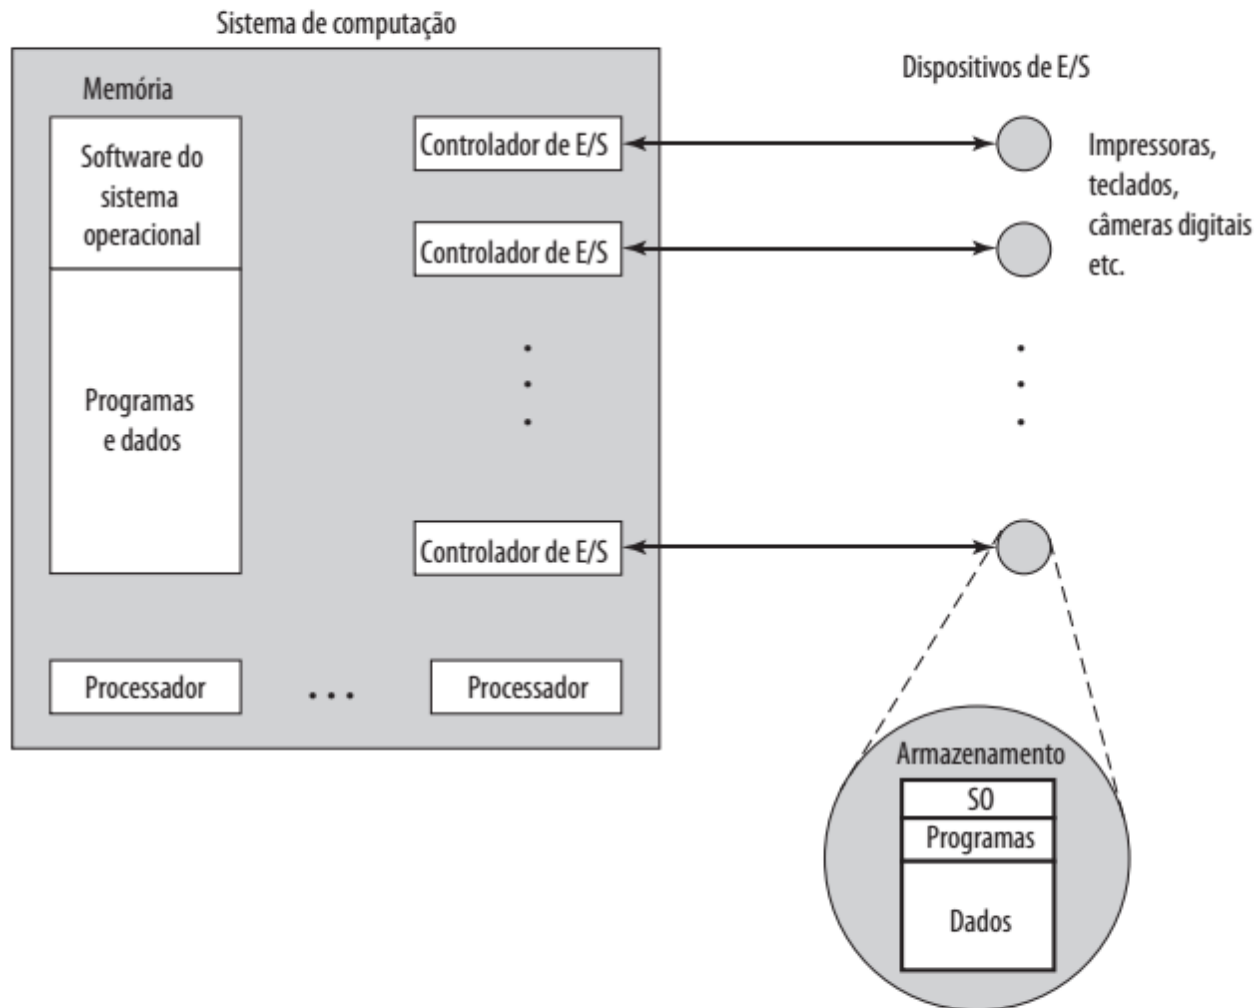 Sistema de computação
Memória
Software do
sistema
operacional
Programas
e dados
Controlador de E/S
Controlador de E/S
Controlador de E/S
Processador
Processador
Dispositivos de E/S
Impressoras,
teclados,
câmeras digitais
etc.
Armazenamento
SO
Programas
Dados